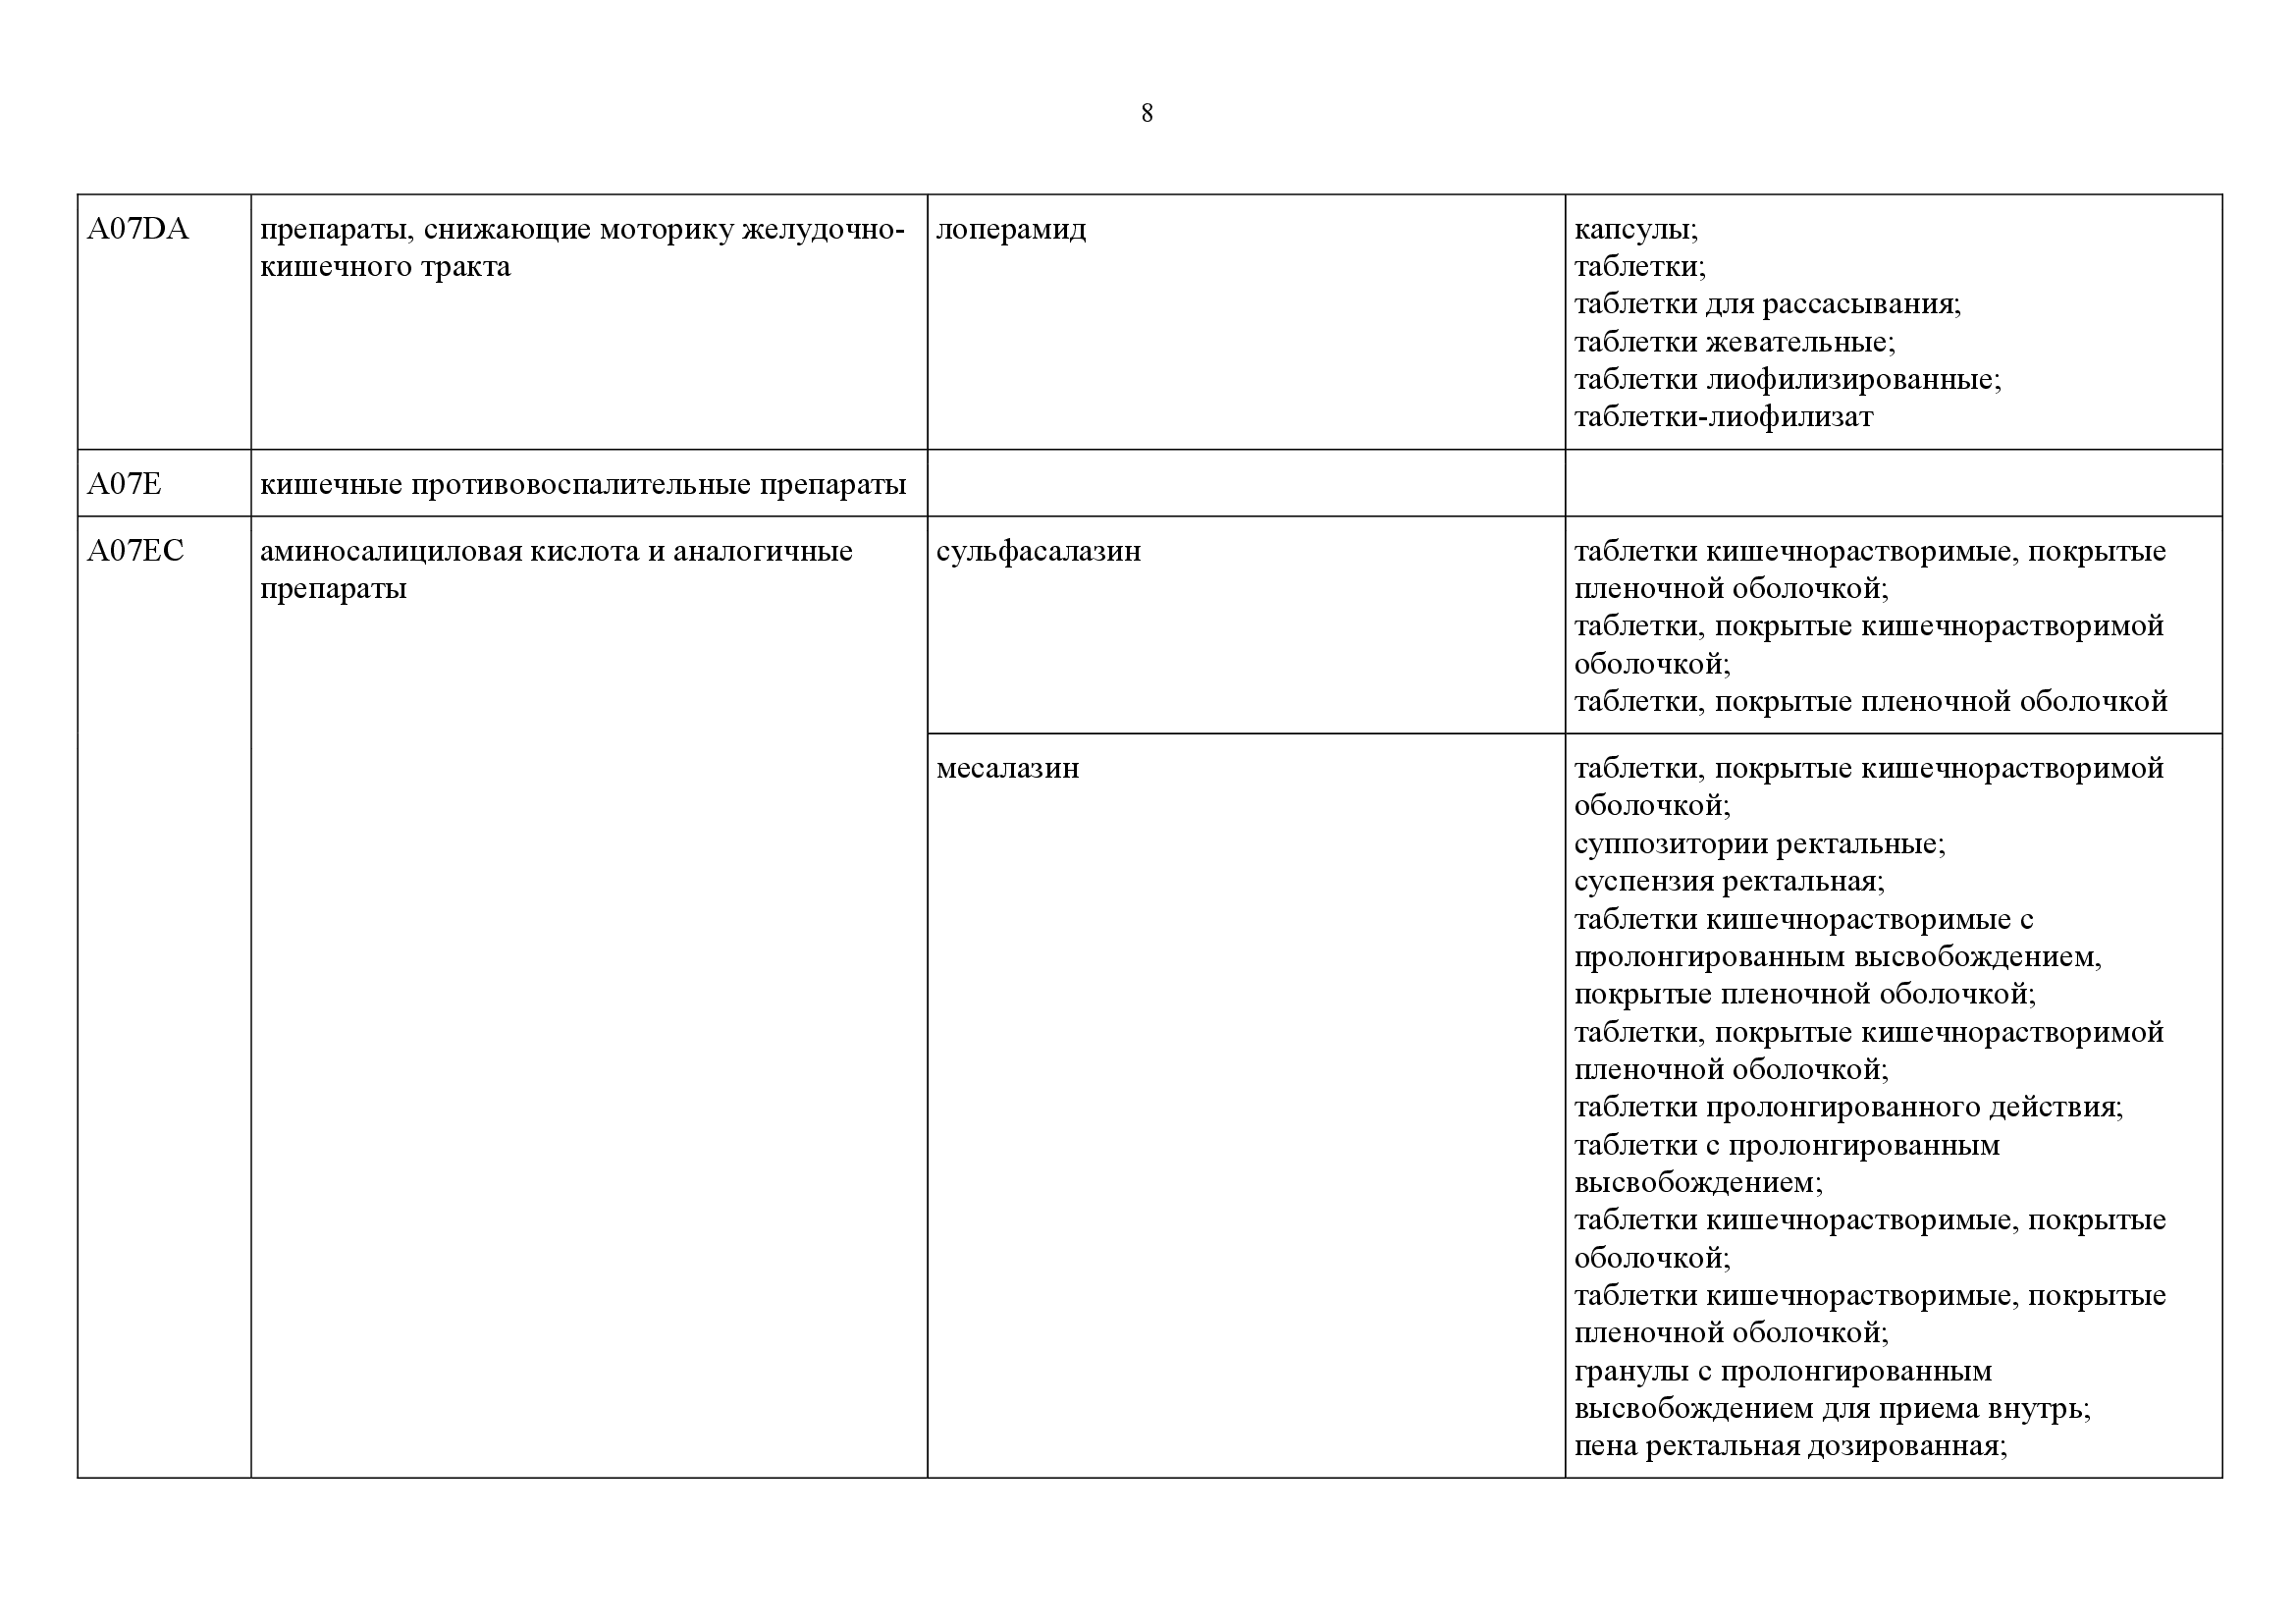 8
A07DA
препараты, снижающие моторику желудочно-
кишечного тракта
лоперамид
капсулы;
таблетки;
таблетки для рассасывания;
таблетки жевательные;
таблетки лиофилизированные;
таблетки-лиофилизат
A07E
кишечные противовоспалительные препараты
A07EC
аминосалициловая кислота и аналогичные
препараты
сульфасалазин
таблетки кишечнорастворимые, покрытые
пленочной оболочкой;
таблетки, покрытые кишечнорастворимой
оболочкой;
таблетки, покрытые пленочной оболочкой
месалазин
таблетки, покрытые кишечнорастворимой
оболочкой;
суппозитории ректальные;
суспензия ректальная;
таблетки кишечнорастворимые с
пролонгированным высвобождением,
покрытые пленочной оболочкой;
таблетки, покрытые кишечнорастворимой
пленочной оболочкой;
таблетки пролонгированного действия;
таблетки с пролонгированным
высвобождением;
таблетки кишечнорастворимые, покрытые
оболочкой;
таблетки кишечнорастворимые, покрытые
пленочной оболочкой;
гранулы с пролонгированным
высвобождением для приема внутрь;
пена ректальная дозированная;